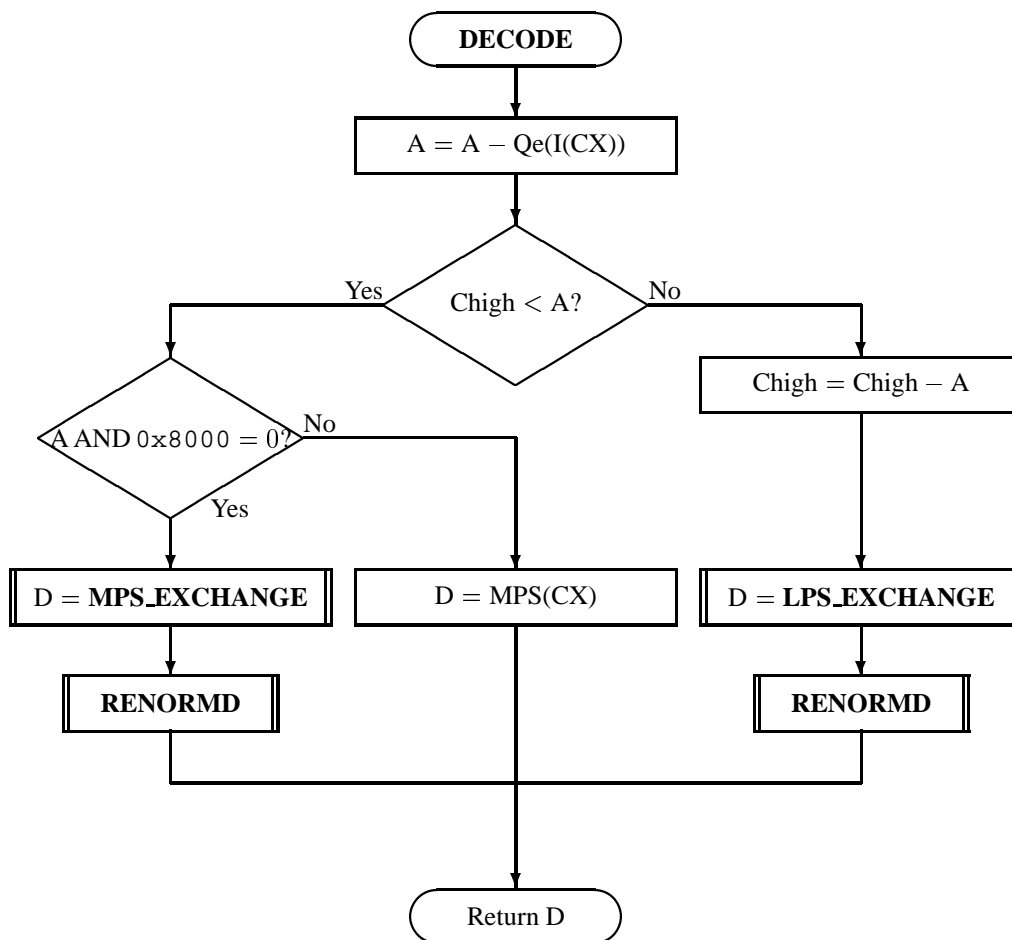 DECODE
A = A − Qe(I(CX))
Chigh < A?
Yes
No
Chigh = Chigh − A
A AND 0x8000 = 0?
No
Yes
D = MPS_EXCHANGE
D = MPS(CX)
D = LPS_EXCHANGE
RENORMD
RENORMD
Return D